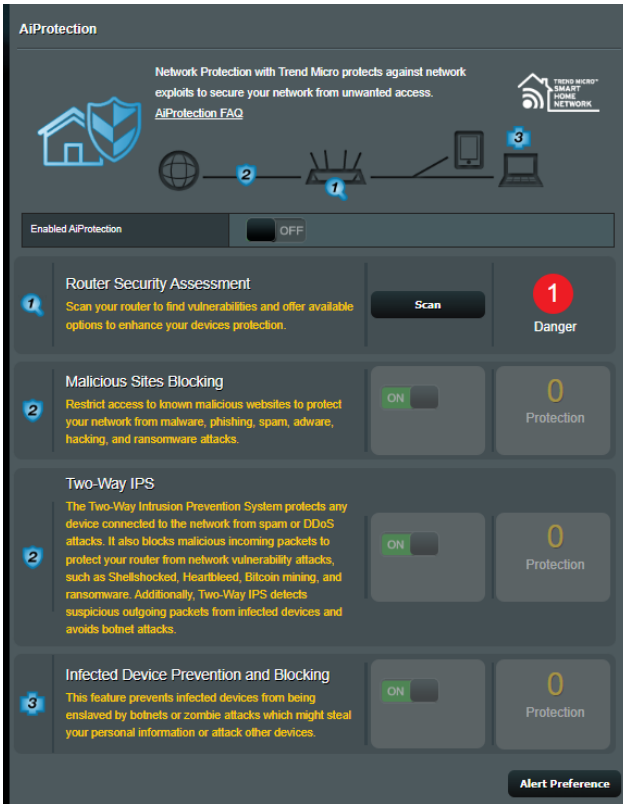 AiProtection
Network Protection with Trend Micro protects against network
exploits to secure your network from unwanted access.
AiProtection FAQ
TREND MICRO™
SMART
HOME
NETWORK
3
2
1
Enabled AiProtection
OFF
1
Router Security Assessment
Scan your router to find vulnerabilities and offer available
options to enhance your devices protection.
Scan
1
Danger
2
Malicious Sites Blocking
Restrict access to known malicious websites to protect
your network from malware, phishing, spam, adware,
hacking, and ransomware attacks.
ON
0
Protection
2
Two-Way IPS
The Two-Way Intrusion Prevention System protects any
device connected to the network from spam or DDoS
attacks. It also blocks malicious incoming packets to
protect your router from network vulnerability attacks,
such as Shellshocked, Heartbleed, Bitcoin mining, and
ransomware. Additionally, Two-Way IPS detects
suspicious outgoing packets from infected devices and
avoids botnet attacks.
ON
0
Protection
3
Infected Device Prevention and Blocking
This feature prevents infected devices from being
enslaved by botnets or zombie attacks which might steal
your personal information or attack other devices.
ON
0
Protection
Alert Preference